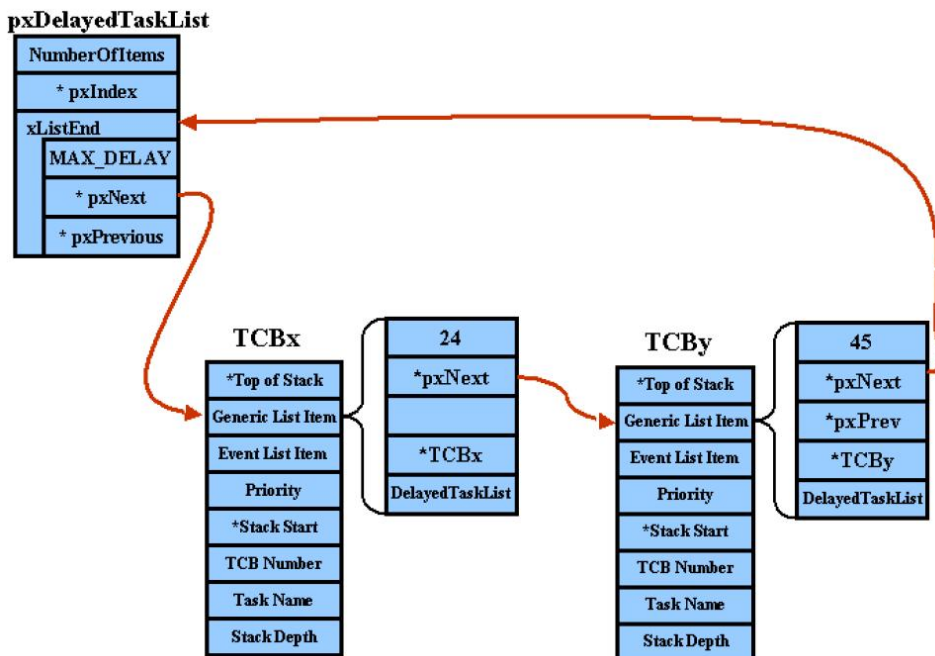 pxDelayedTaskList
NumberOfItems
* pxIndex
xListEnd
MAX_DELAY
* pxNext
* pxPrevious
TCBx
*Top of Stack
Generic List Item
Event List Item
Priority
*Stack Start
TCB Number
Task Name
Stack Depth
24
*pxNext
*TCBx
DelayedTaskList
TCBy
*Top of Stack
Generic List Item
Event List Item
Priority
*Stack Start
TCB Number
Task Name
Stack Depth
45
*pxNext
*pxPrev
*TCBy
DelayedTaskList